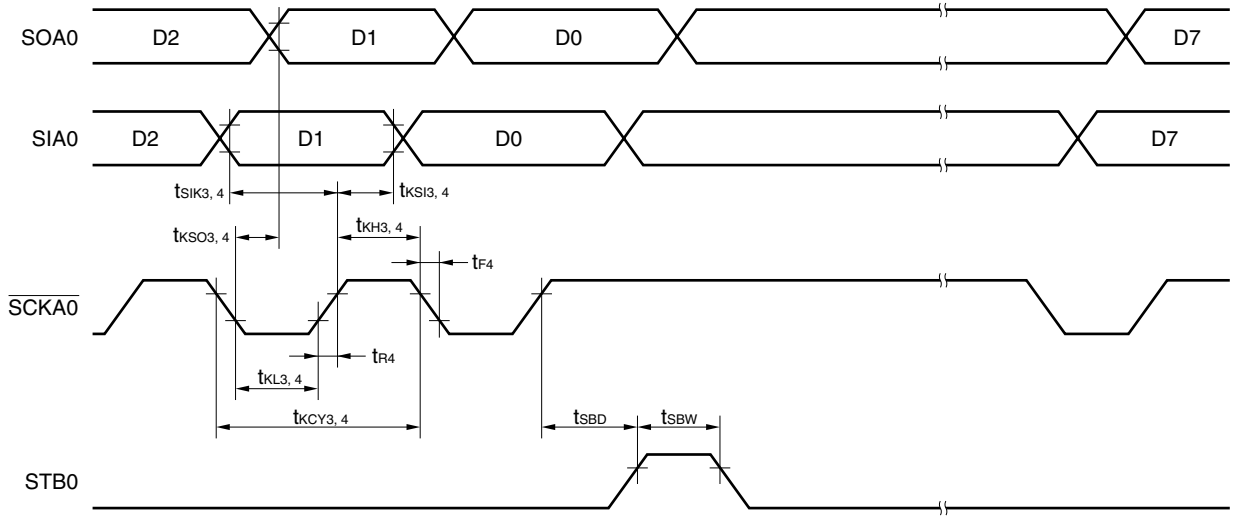 SOA0 D2 D1 D0 D7
SIA0 D2 D1 D0 D7
tSIK3, 4 tKSI3, 4
tKSO3, 4 tKH3, 4
tF4
SCKA0
tR4
tKL3, 4
tKCY3, 4 tSBD tSBW
STB0